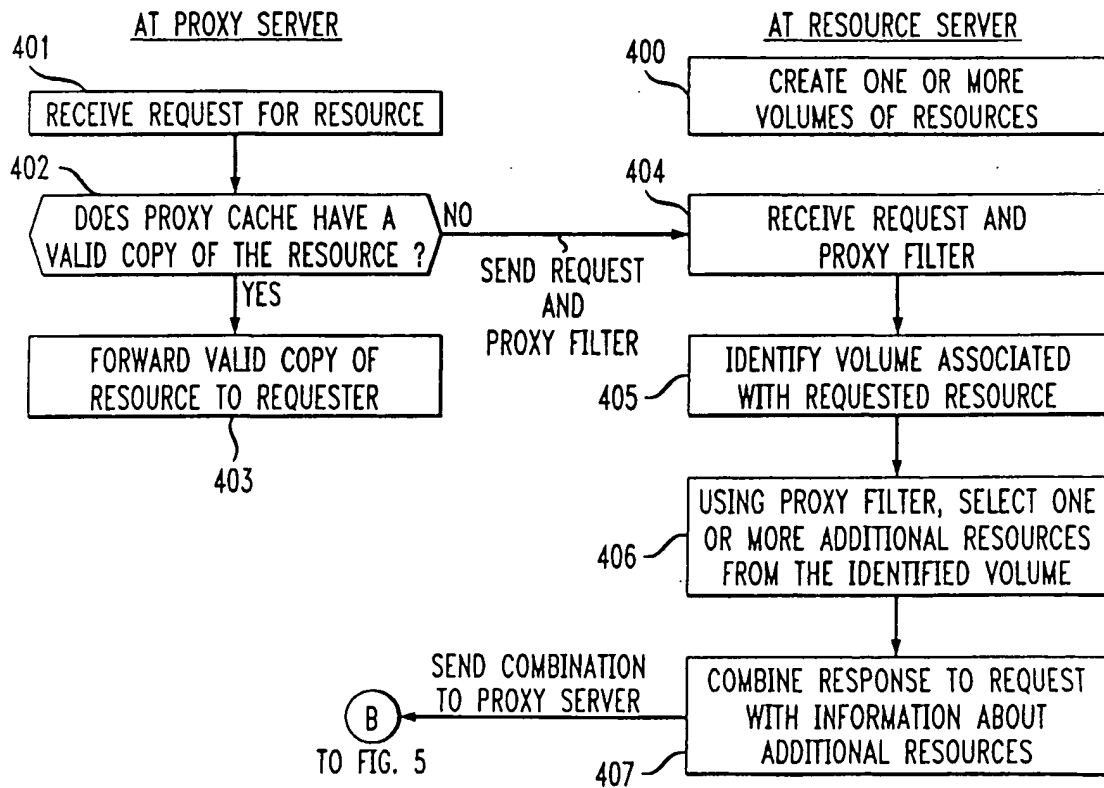 AT PROXY SERVER
401
RECEIVE REQUEST FOR RESOURCE
402
DOES PROXY CACHE HAVE A
VALID COPY OF THE RESOURCE ?
NO
YES
SEND REQUEST
AND
PROXY FILTER
FORWARD VALID COPY OF
RESOURCE TO REQUESTER
403
AT RESOURCE SERVER
400
CREATE ONE OR MORE
VOLUMES OF RESOURCES
404
RECEIVE REQUEST AND
PROXY FILTER
IDENTIFY VOLUME ASSOCIATED
WITH REQUESTED RESOURCE
405
USING PROXY FILTER, SELECT ONE
OR MORE ADDITIONAL RESOURCES
FROM THE IDENTIFIED VOLUME
406
COMBINE RESPONSE TO REQUEST
WITH INFORMATION ABOUT
ADDITIONAL RESOURCES
407
SEND COMBINATION
TO PROXY SERVER
B
TO FIG. 5